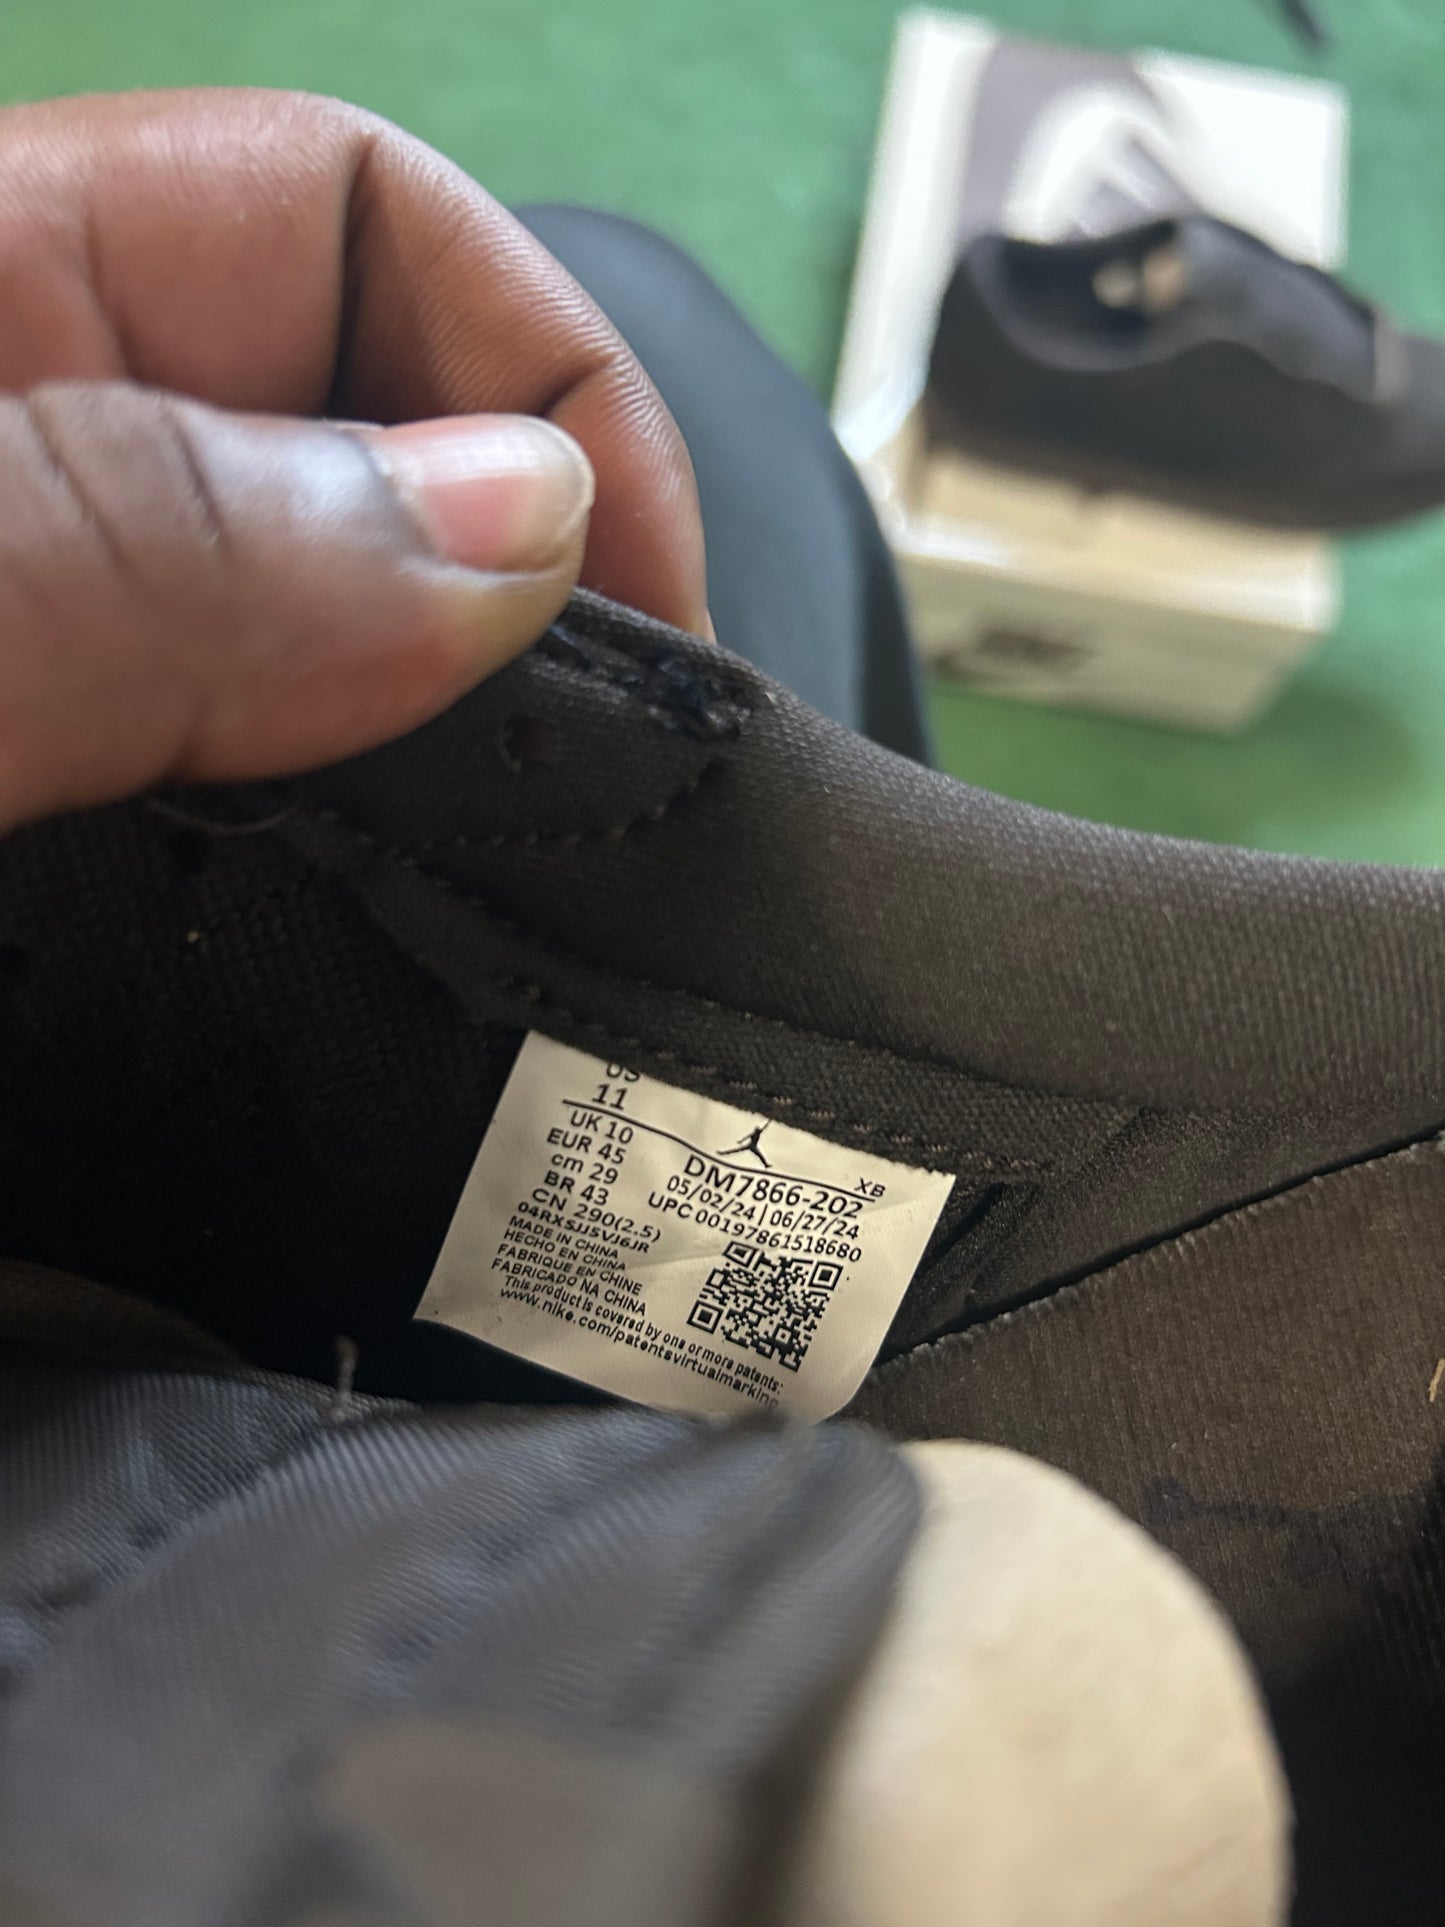 US
11
UK 10
EUR 45
cm 29
BR 43
CN 290(2.5)
04RXSJJ5VJ6JR
MADE IN CHINA
HECHO EN CHINA
FABRIQUE EN CHINE
FABRICADO NA CHINA
This product is covered by one or more patents:
www.nike.com/patentsvirtualmarking
XB
DM7866-202
05/02/24 | 06/27/24
UPC 00197861518680